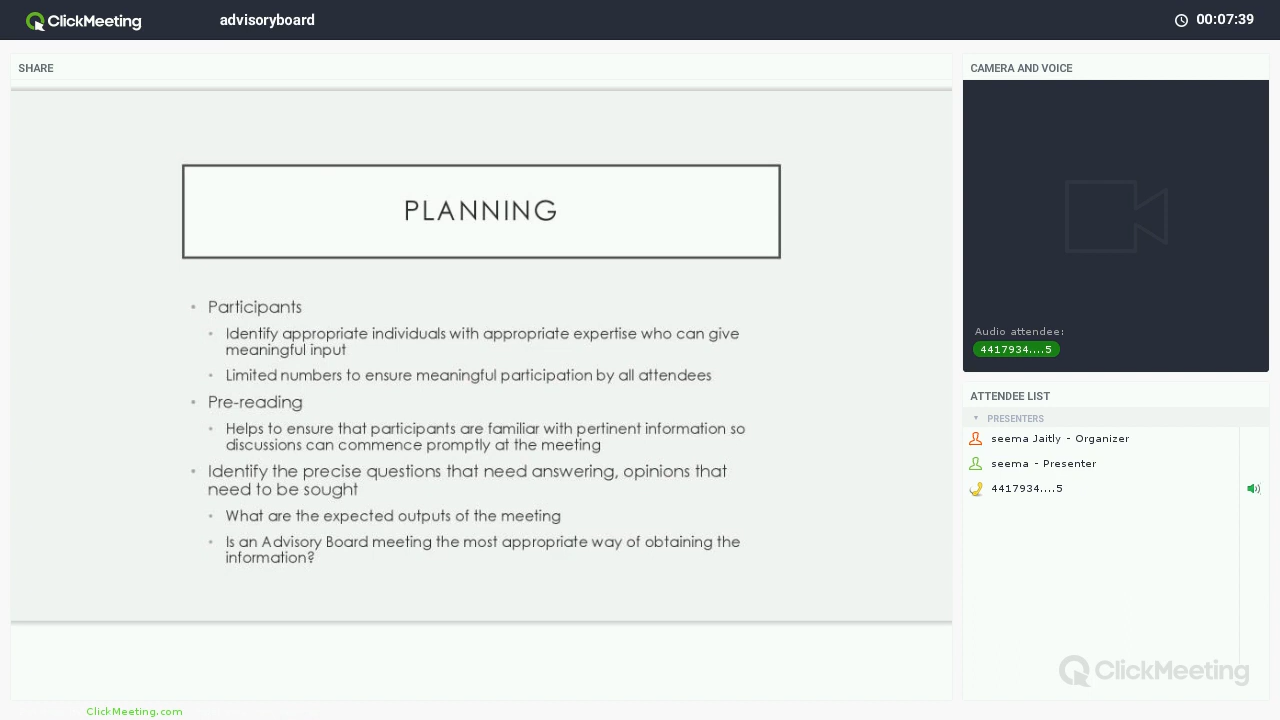 ClickMeeting
advisoryboard
00:07:39
SHARE
PLANNING
• Participants
• Identify appropriate individuals with appropriate expertise who can give
meaningful input
• Limited numbers to ensure meaningful participation by all attendees
• Pre-reading
• Helps to ensure that participants are familiar with pertinent information so
discussions can commence promptly at the meeting
• Identify the precise questions that need answering, opinions that
need to be sought
• What are the expected outputs of the meeting
• Is an Advisory Board meeting the most appropriate way of obtaining the
information?
CAMERA AND VOICE
Audio attendee:
4417934....5
ATTENDEE LIST
PRESENTERS
seema Jaitly - Organizer
seema - Presenter
4417934....5
ClickMeeting
ClickMeeting.com